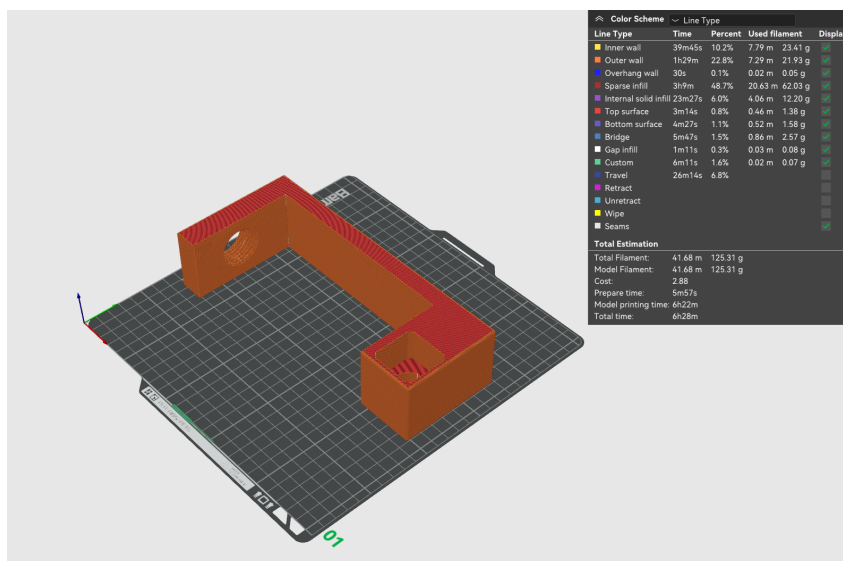 Color Scheme Line Type
Line Type Time Percent Used filament Displa
Inner wall 39m45s 10.2% 7.79 m 23.41 g
Outer wall 1h29m 22.8% 7.29 m 21.93 g
Overhang wall 30s 0.1% 0.02 m 0.05 g
Sparse infill 3h9m 48.7% 20.63 m 62.03 g
Internal solid infill 23m27s 6.0% 4.06 m 12.20 g
Top surface 3m14s 0.8% 0.46 m 1.38 g
Bottom surface 4m27s 1.1% 0.52 m 1.58 g
Bridge 5m47s 1.5% 0.86 m 2.57 g
Gap infill 1m11s 0.3% 0.03 m 0.08 g
Custom 6m11s 1.6% 0.02 m 0.07 g
Travel 26m14s 6.8%
Retract
Unretract
Wipe
Seams
Total Estimation
Total Filament: 41.68 m 125.31 g
Model Filament: 41.68 m 125.31 g
Cost: 2.88
Prepare time: 5m57s
Model printing time: 6h22m
Total time: 6h28m
Bam
01